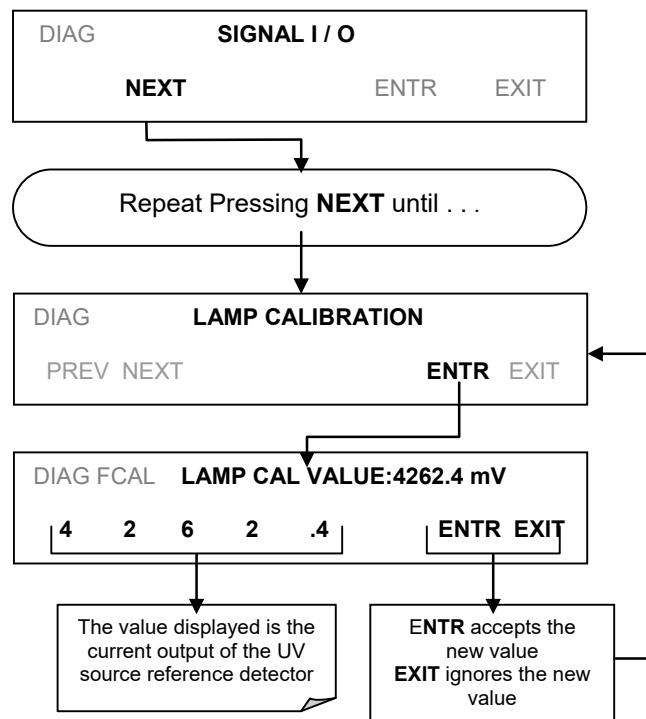 DIAG SIGNAL I / O
NEXT ENTR EXIT
Repeat Pressing NEXT until . . .
DIAG LAMP CALIBRATION
PREV NEXT ENTR EXIT
DIAG FCAL LAMP CAL VALUE:4262.4 mV
4 2 6 2 .4 ENTR EXIT
The value displayed is the
current output of the UV
source reference detector
ENTR accepts the
new value
EXIT ignores the new
value